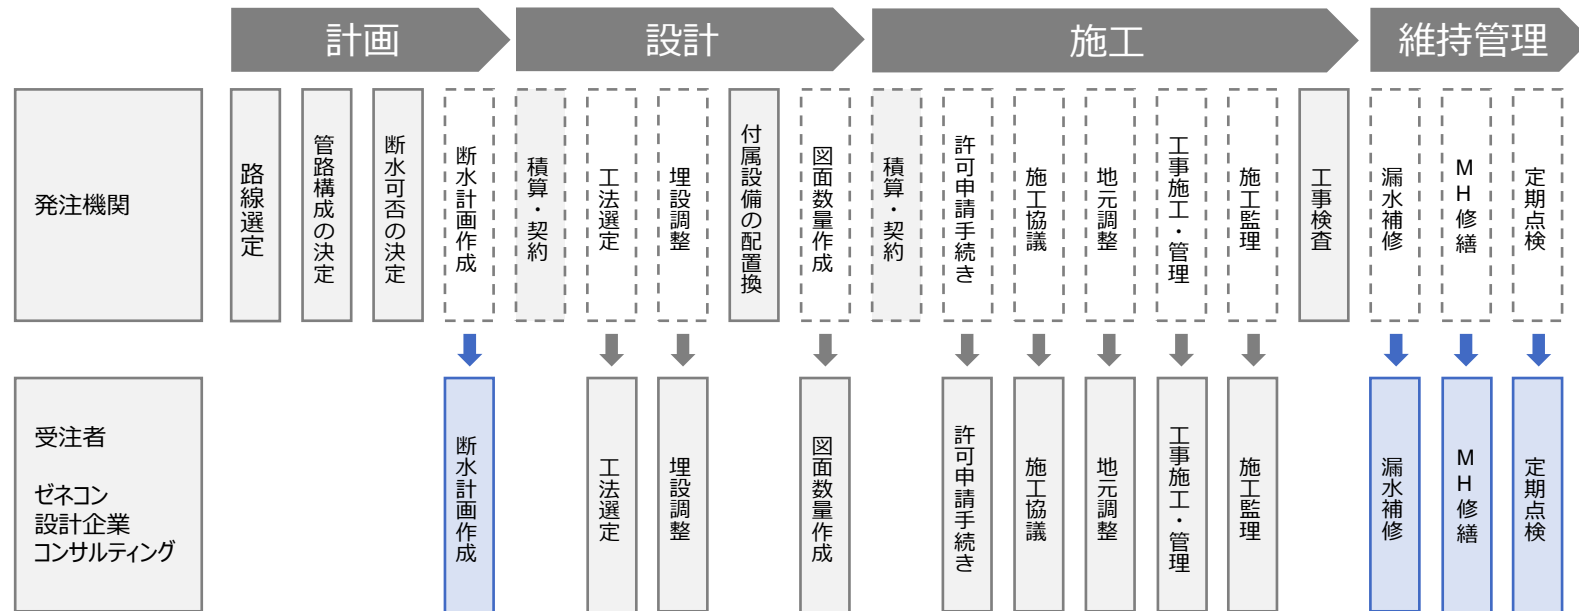 計画
設計
施工
維持管理
発注機関
路線選定
管路構成の決定
断水可否の決定
断水計画作成
積算・契約
工法選定
埋設調整
付属設備の配置換
図面数量作成
積算・契約
許可申請手続き
施工協議
地元調整
工事施工・管理
施工監理
工事検査
漏水補修
MH修繕
定期点検
受注者
ゼネコン
設計企業
コンサルティング
断水計画作成
工法選定
埋設調整
図面数量作成
許可申請手続き
施工協議
地元調整
工事施工・管理
施工監理
漏水補修
MH修繕
定期点検